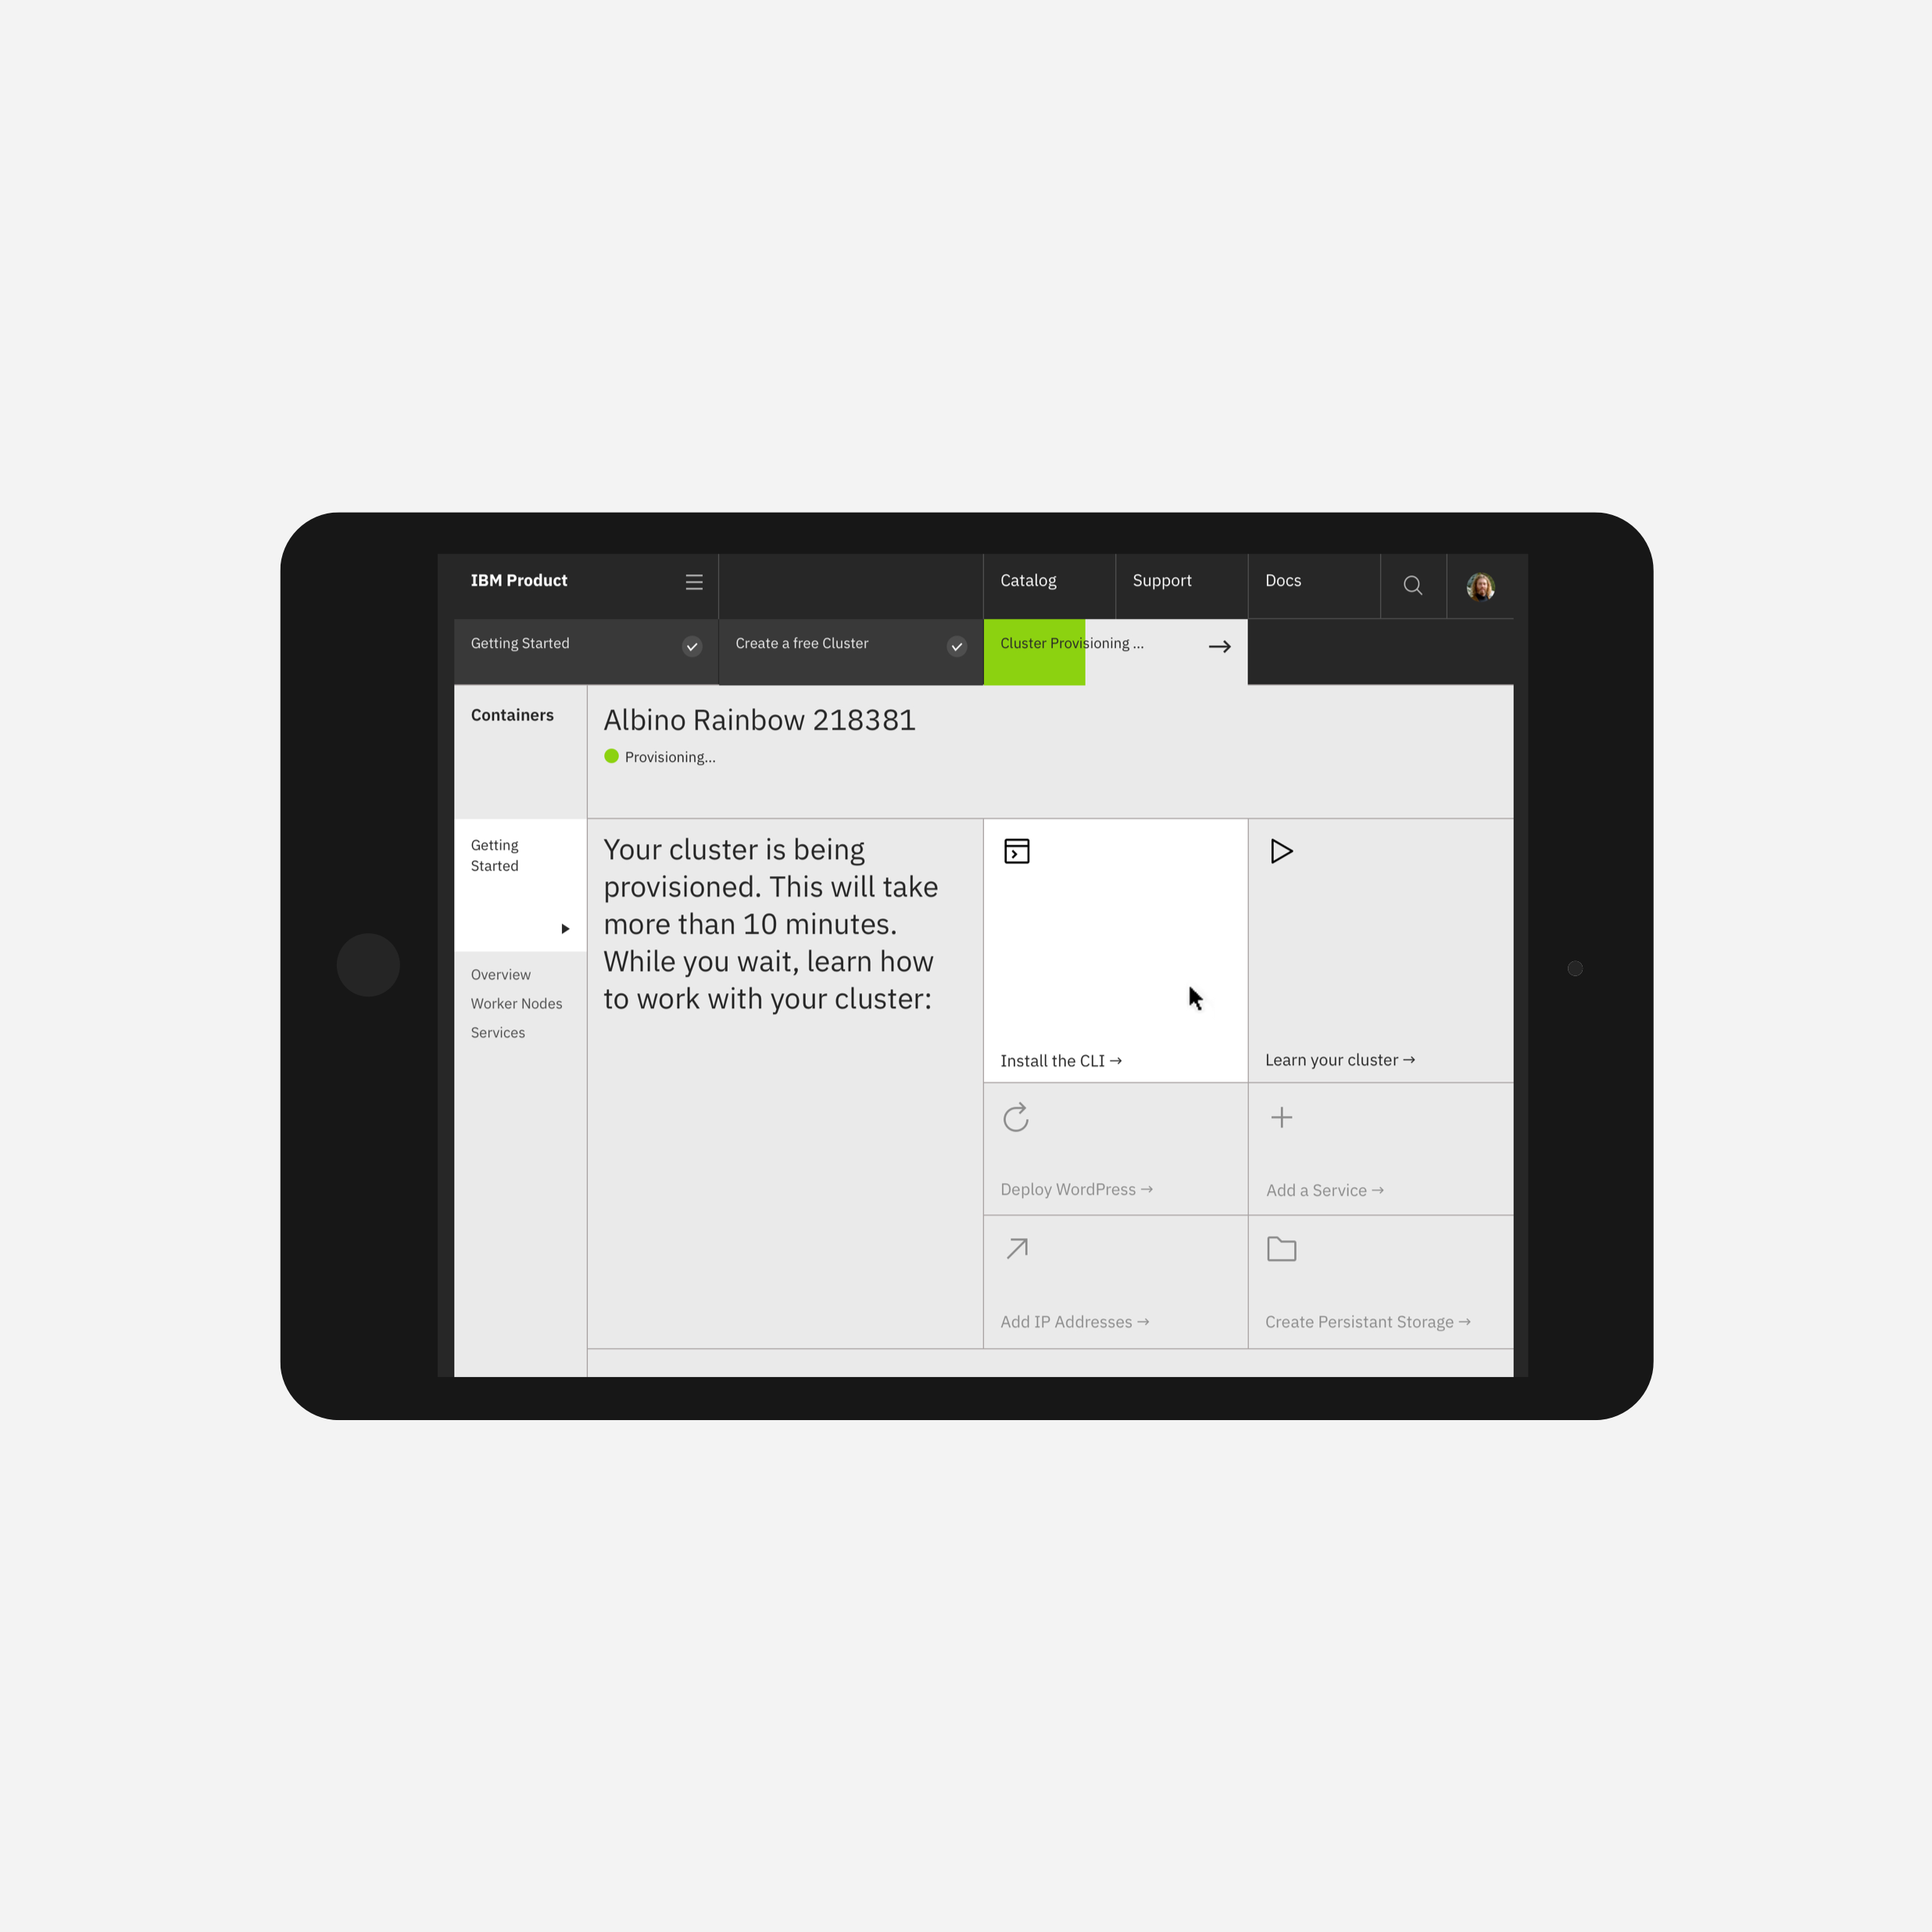 IBM Product
Catalog
Support
Docs
Getting Started
Create a free Cluster
Cluster Provisioning ...
Containers
Albino Rainbow 218381
Provisioning...
Getting
Started
Overview
Worker Nodes
Services
Your cluster is being
provisioned. This will take
more than 10 minutes.
While you wait, learn how
to work with your cluster:
Install the CLI →
Learn your cluster →
Deploy WordPress →
Add a Service →
Add IP Addresses →
Create Persistant Storage →